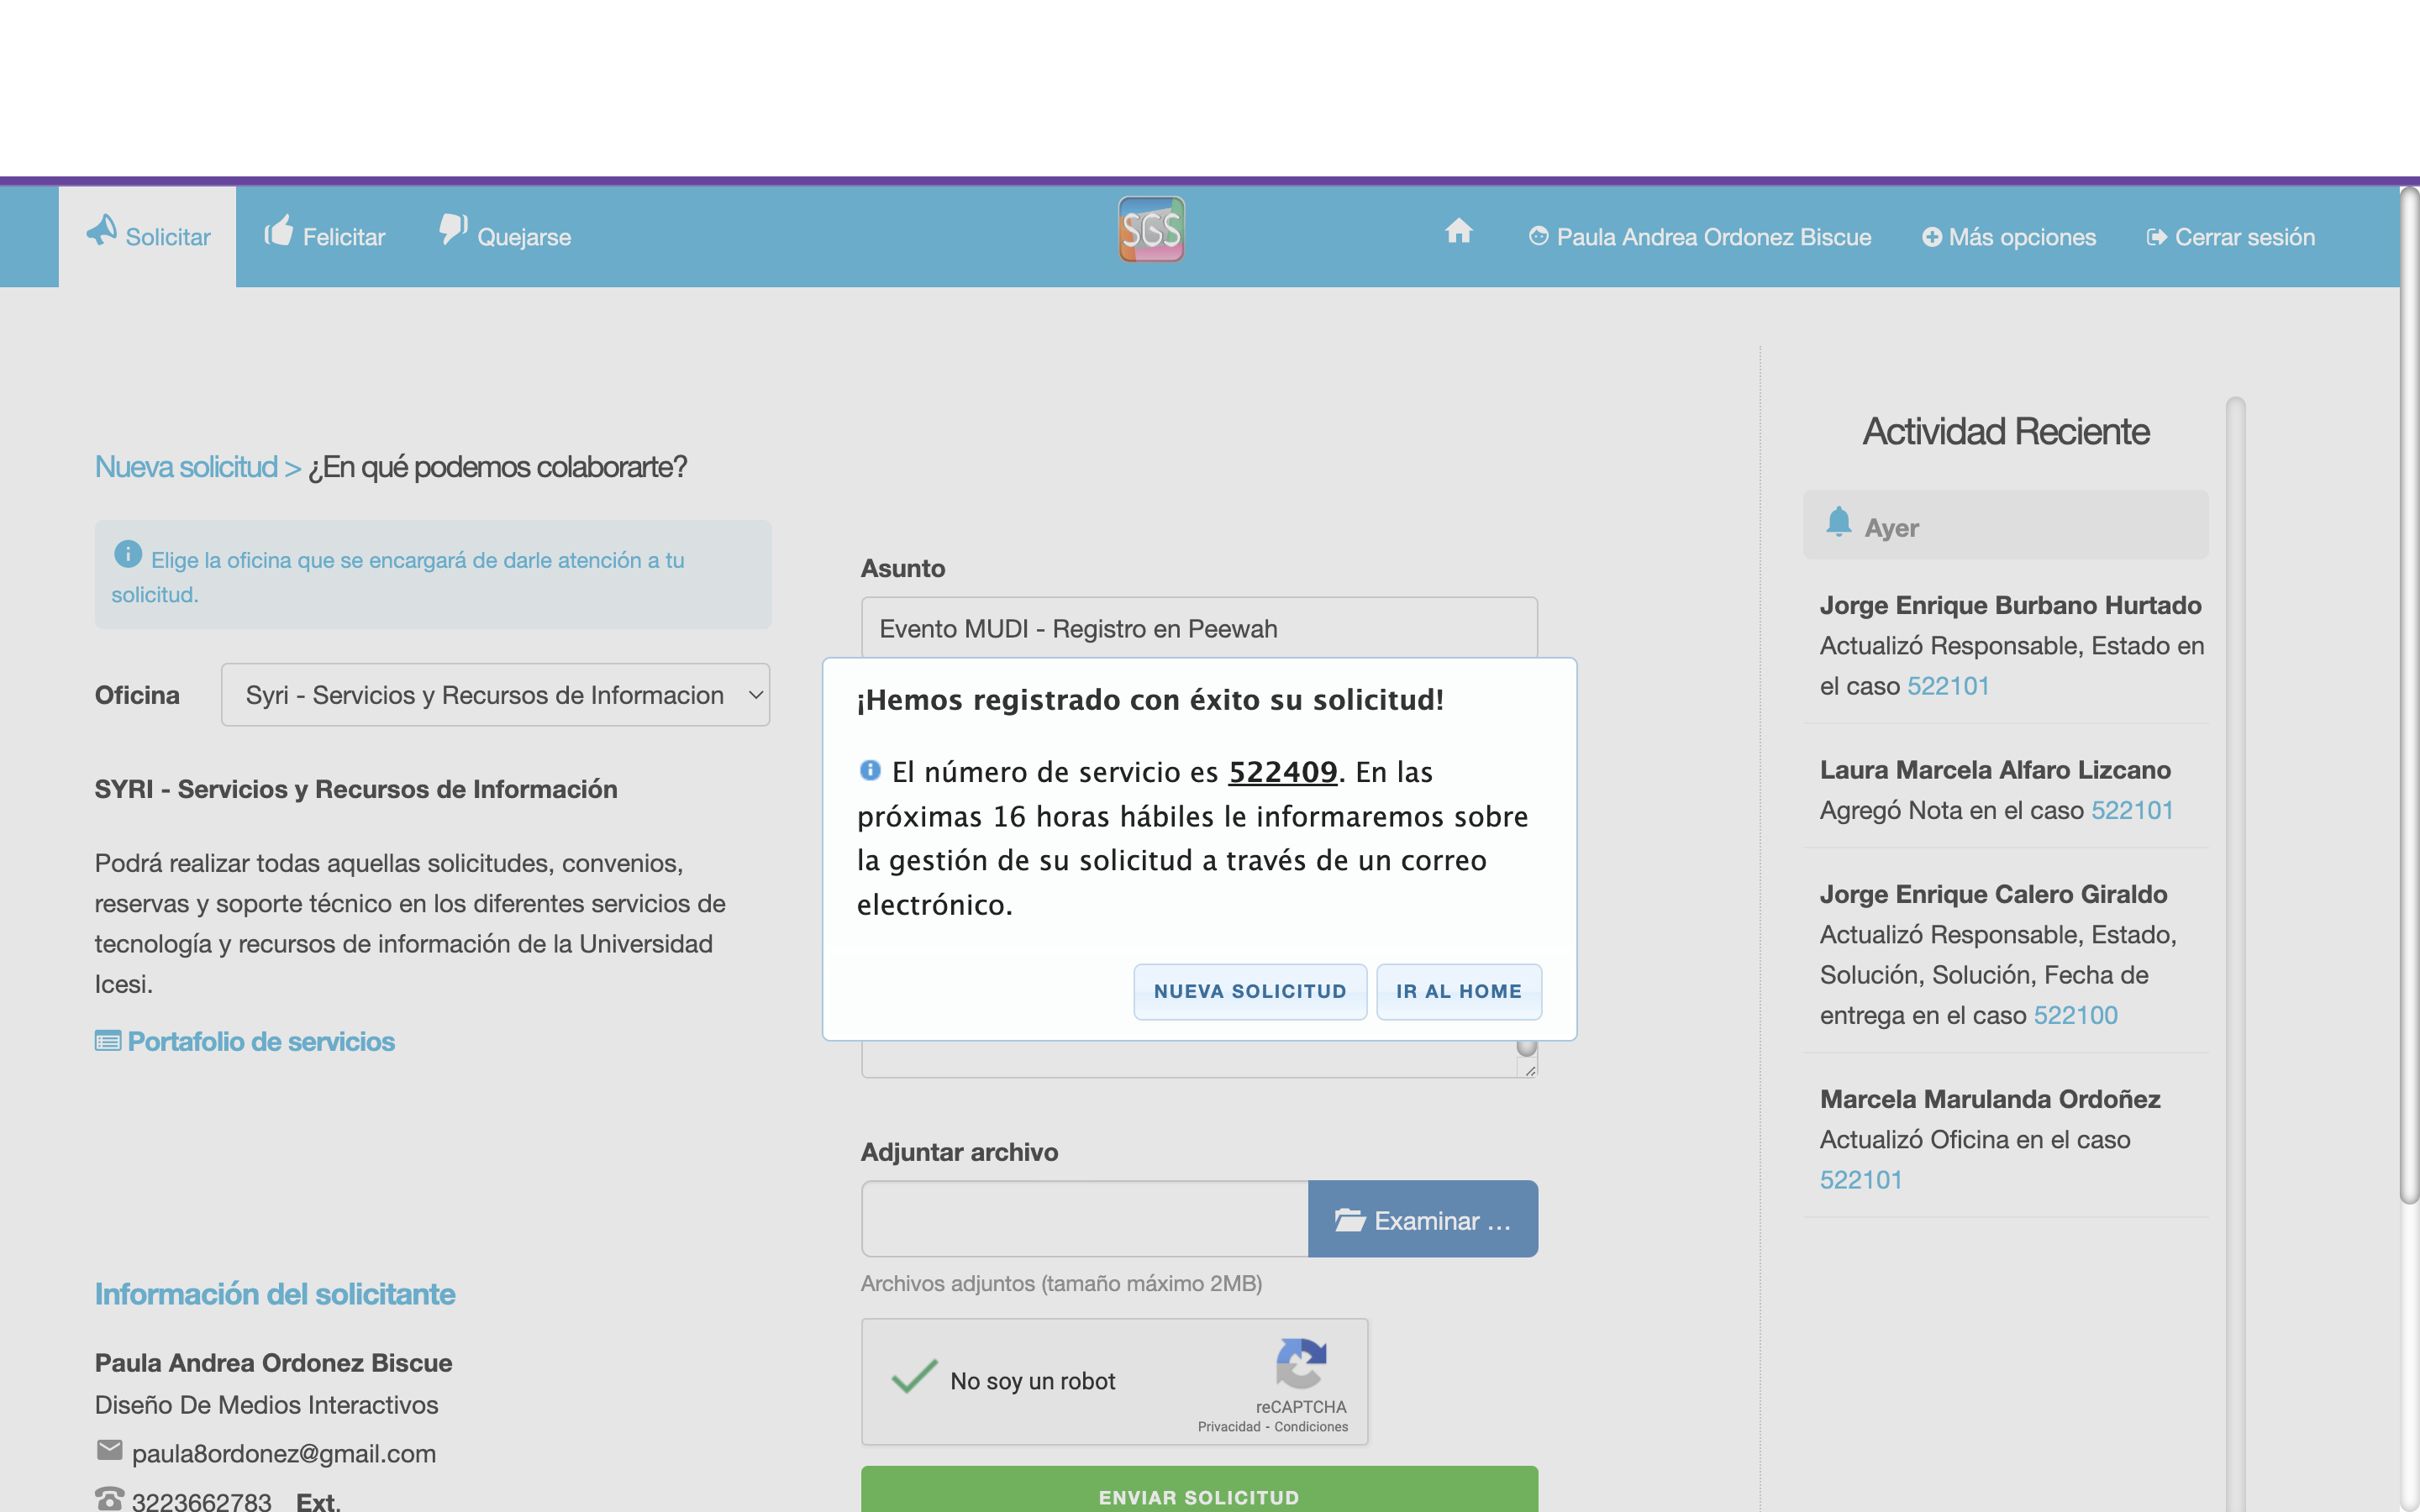 Solicitar
Felicitar
Quejarse
SGS
Paula Andrea Ordonez Biscue
Más opciones
Cerrar sesión
Nueva solicitud > ¿En qué podemos colaborarte?
Elige la oficina que se encargará de darle atención a tu
solicitud.
Oficina
Syri - Servicios y Recursos de Informacion
SYRI - Servicios y Recursos de Información
Podrá realizar todas aquellas solicitudes, convenios,
reservas y soporte técnico en los diferentes servicios de
tecnología y recursos de información de la Universidad
Icesi.
Portafolio de servicios
Información del solicitante
Paula Andrea Ordonez Biscue
Diseño De Medios Interactivos
paula8ordonez@gmail.com
3223662783 Ext.
Asunto
Evento MUDI - Registro en Peewah
¡Hemos registrado con éxito su solicitud!
El número de servicio es 522409. En las
próximas 16 horas hábiles le informaremos sobre
la gestión de su solicitud a través de un correo
electrónico.
NUEVA SOLICITUD
IR AL HOME
Adjuntar archivo
Examinar ...
Archivos adjuntos (tamaño máximo 2MB)
No soy un robot
reCAPTCHA
Privacidad - Condiciones
ENVIAR SOLICITUD
Actividad Reciente
Ayer
Jorge Enrique Burbano Hurtado
Actualizó Responsable, Estado en
el caso 522101
Laura Marcela Alfaro Lizcano
Agregó Nota en el caso 522101
Jorge Enrique Calero Giraldo
Actualizó Responsable, Estado,
Solución, Solución, Fecha de
entrega en el caso 522100
Marcela Marulanda Ordoñez
Actualizó Oficina en el caso
522101